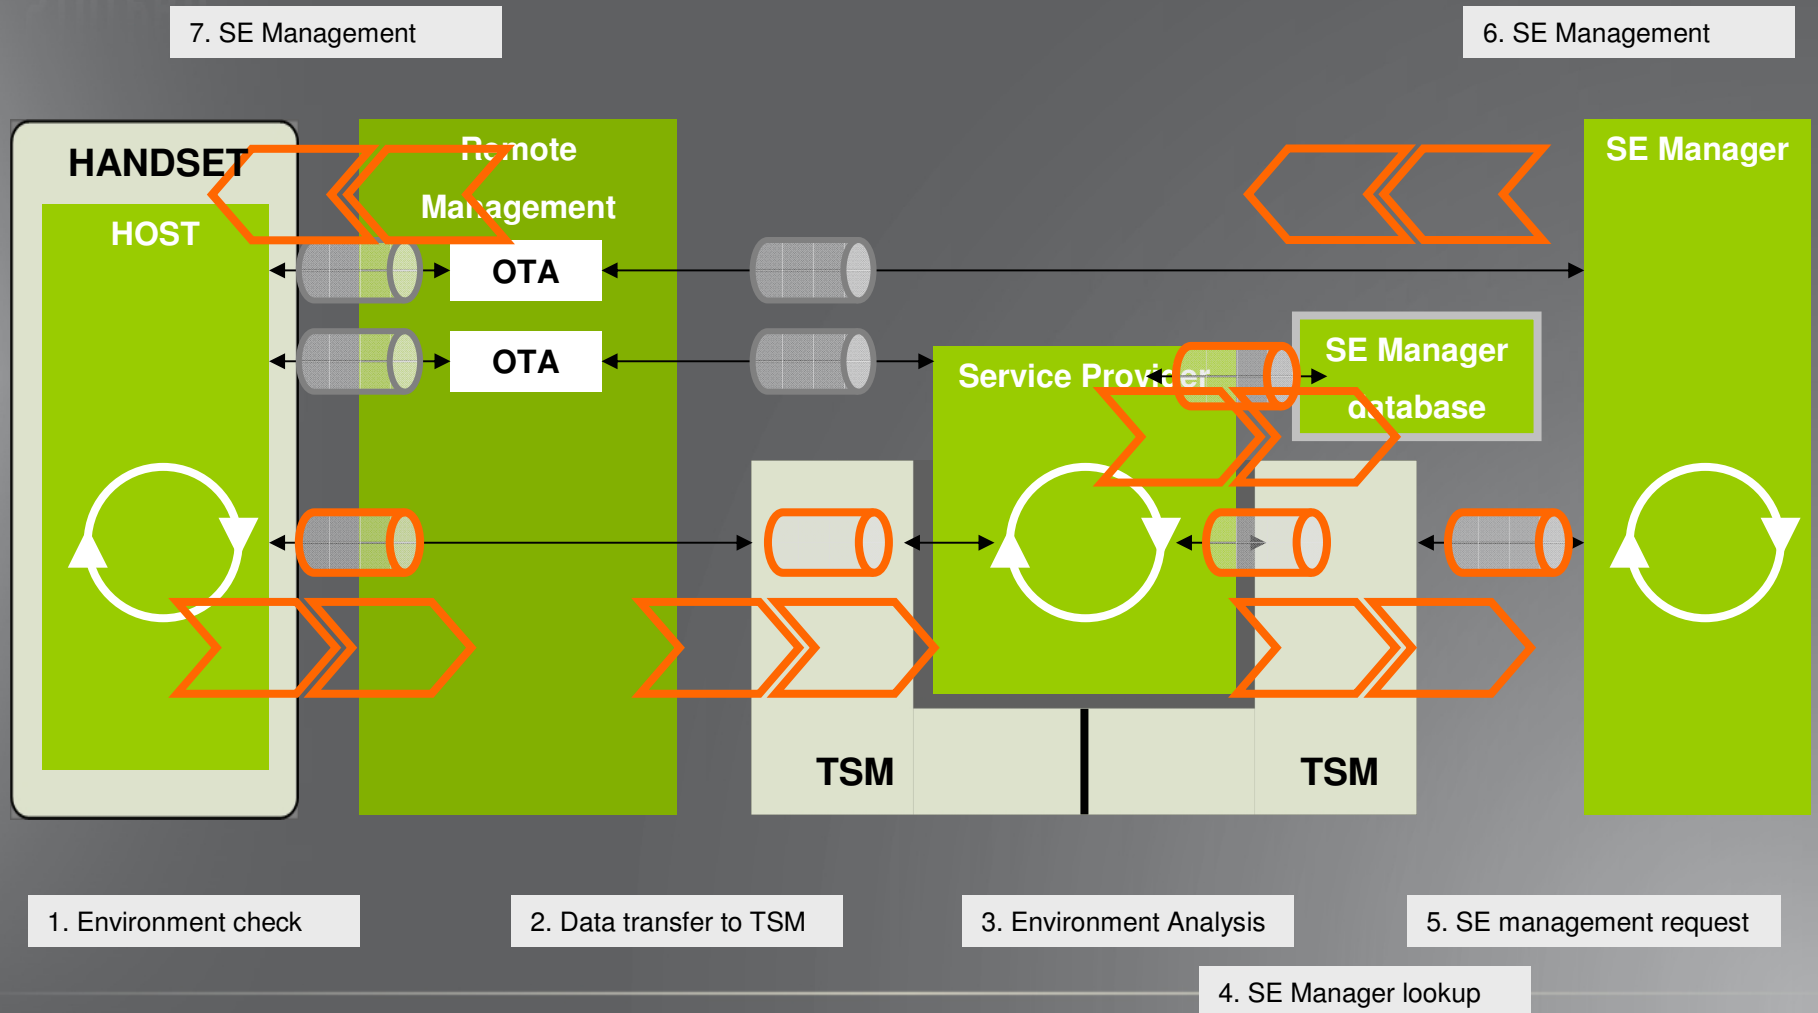 7. SE Management
6. SE Management
HANDSET
HOST
Remote
Management
OTA
OTA
Service Provider
SE Manager
database
SE Manager
TSM
TSM
1. Environment check
2. Data transfer to TSM
3. Environment Analysis
5. SE management request
4. SE Manager lookup